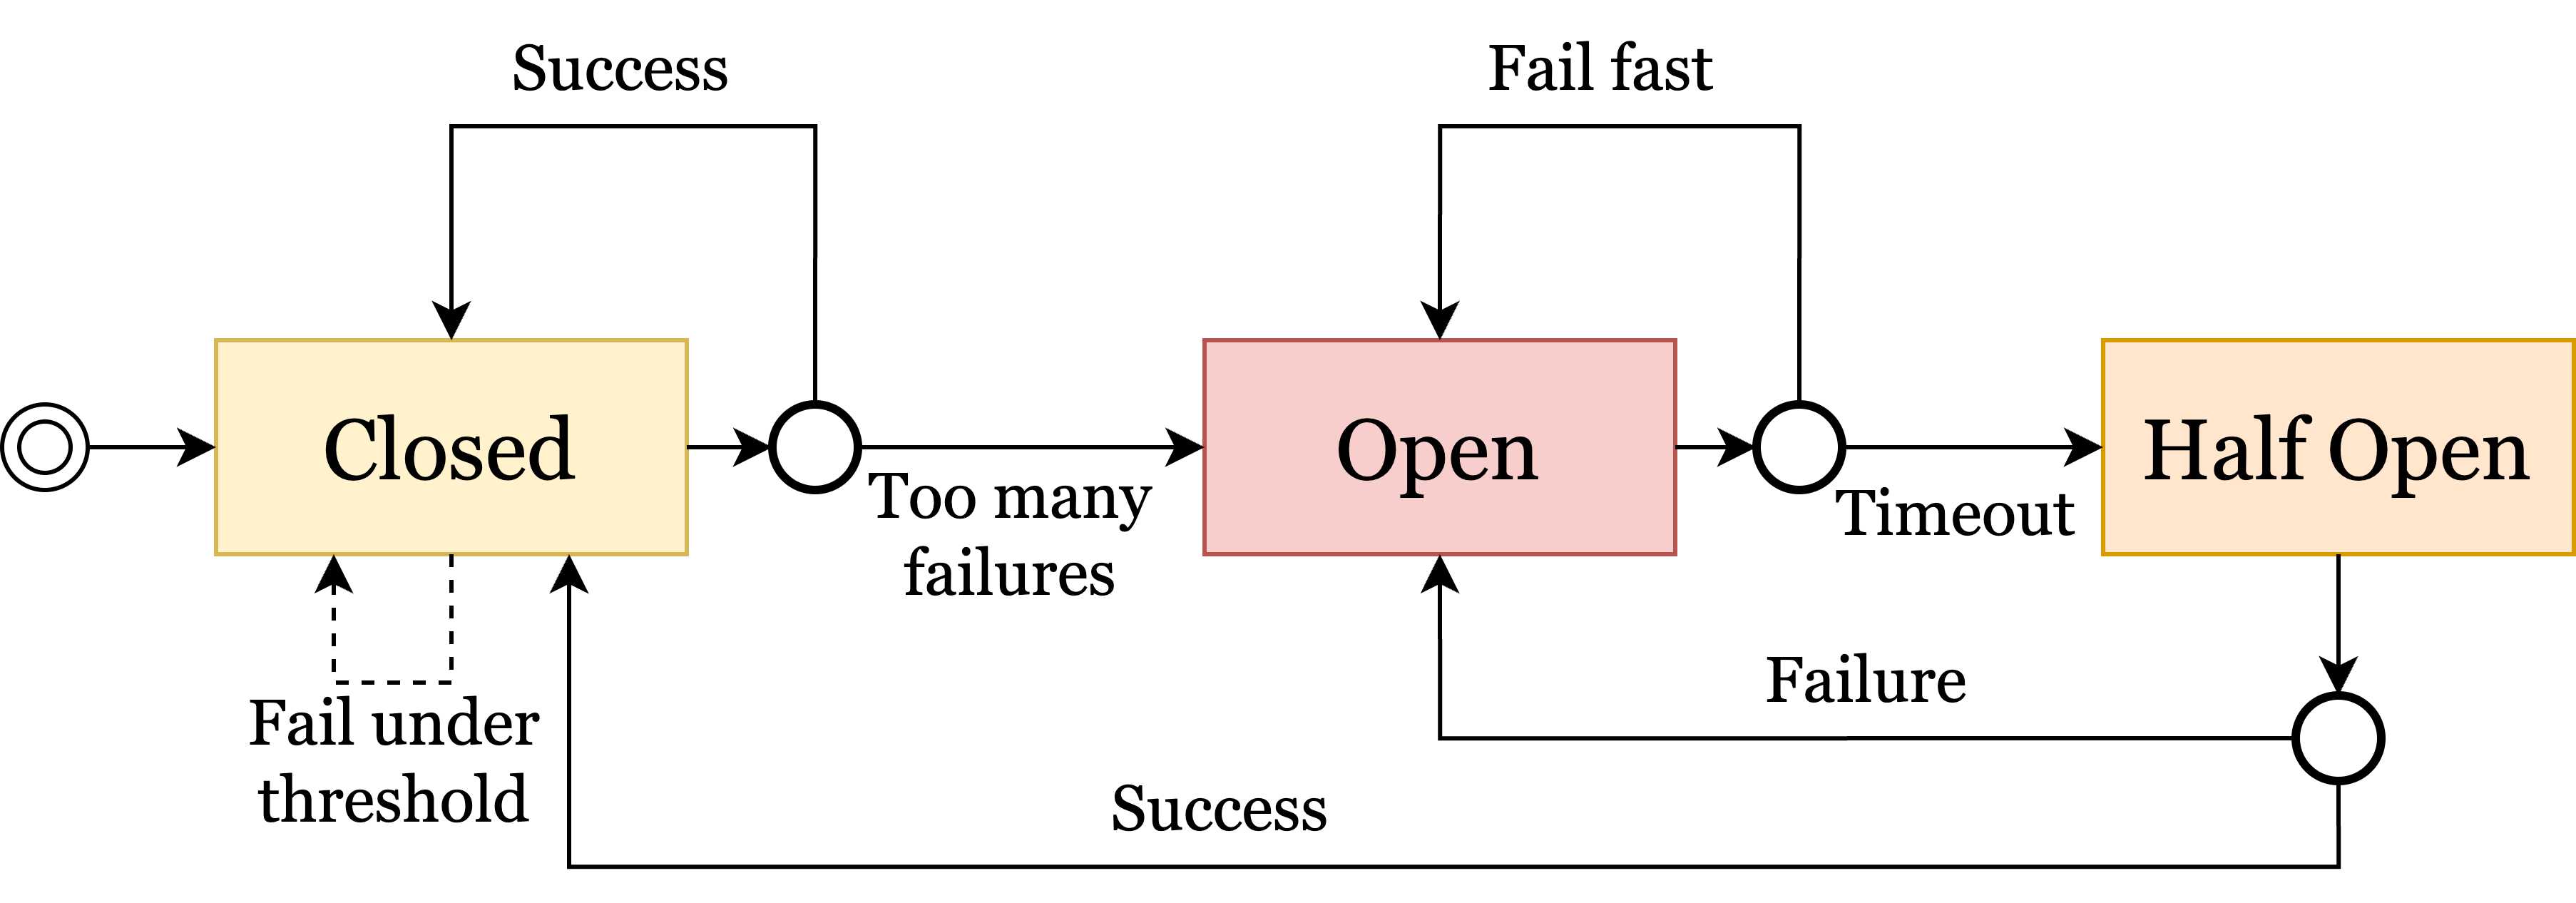 Success
Fail fast
Closed
Too many
failures
Open
Timeout
Half Open
Fail under
threshold
Failure
Success